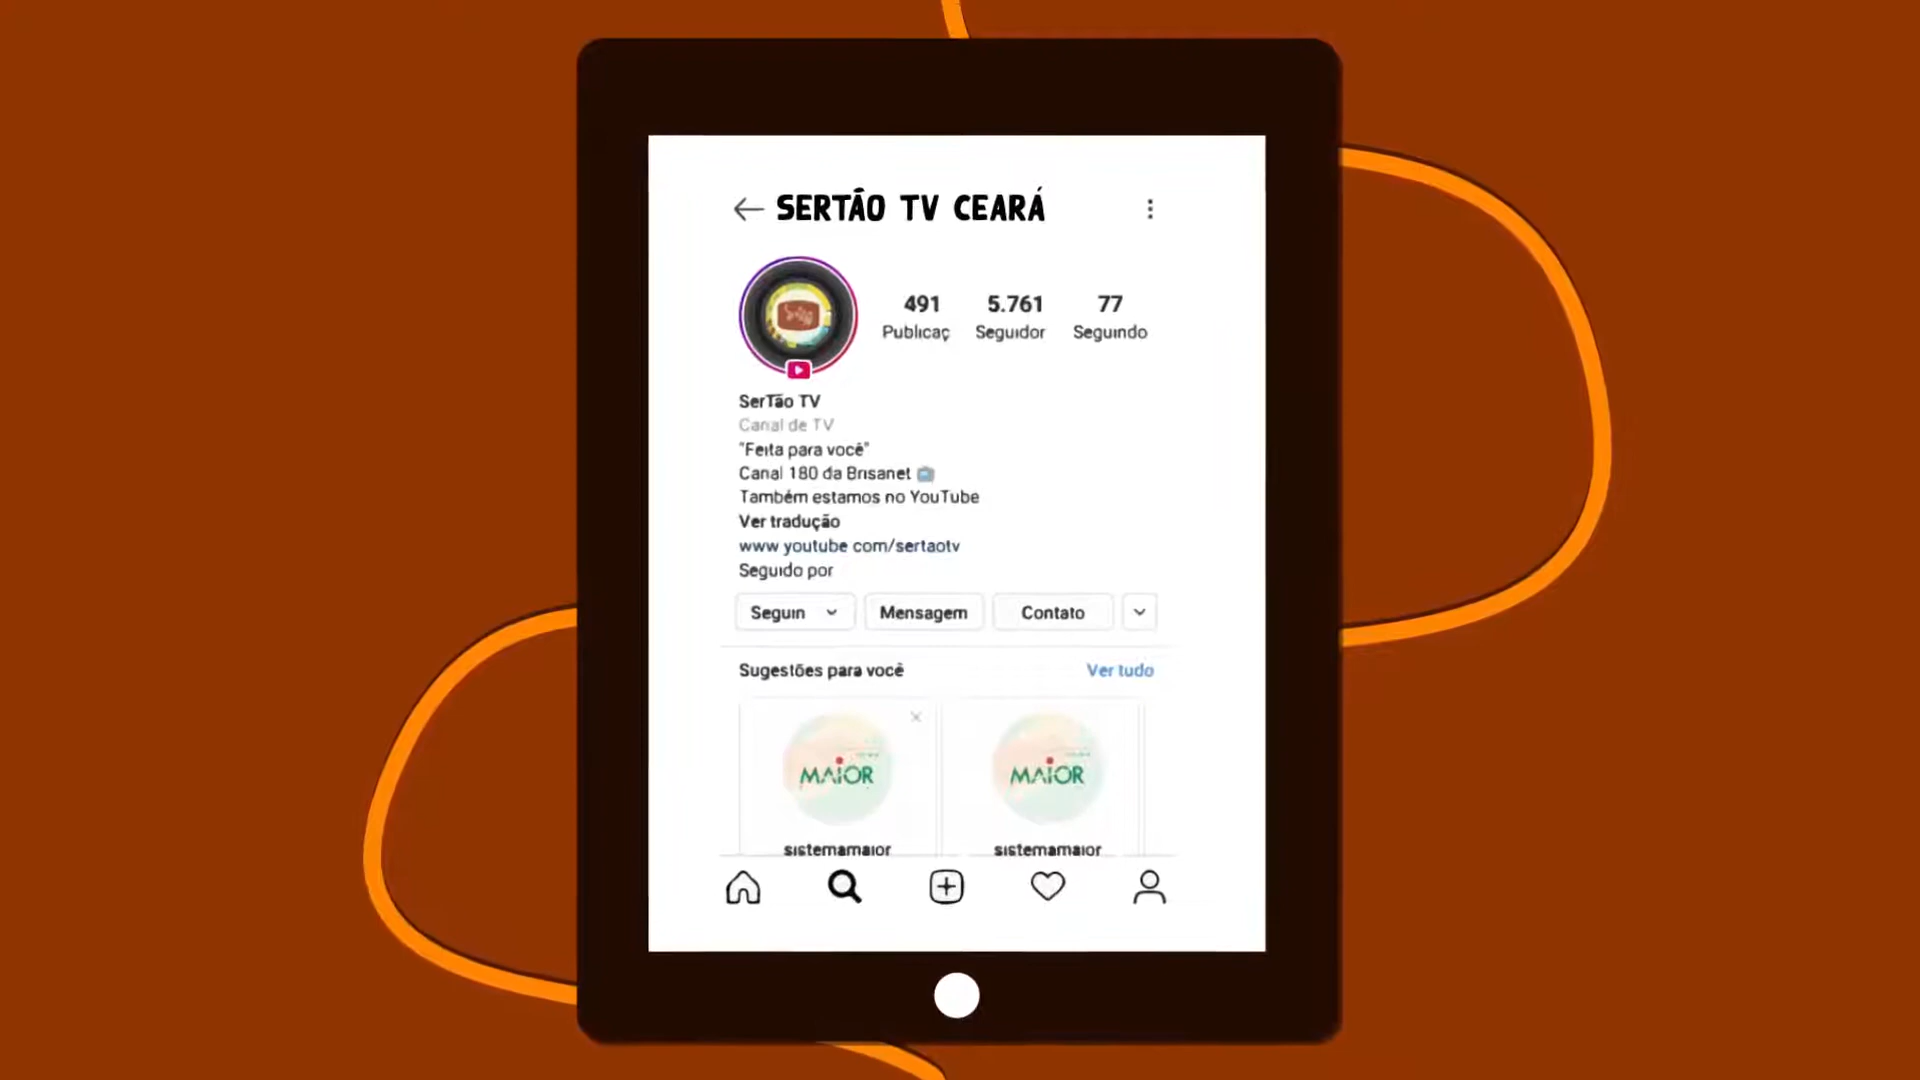 SERTÃO TV CEARÁ
491 5.761 77
Publicaç Seguidor Seguindo
SerTão TV
Canal de TV
"Feita para você"
Canal 180 da Brisanet
Também estamos no YouTube
Ver tradução
www.youtube.com/sertaotv
Seguido por
Seguin Mensagem Contato
Sugestões para você Ver tudo
MAIOR MAIOR
sistemamaior sistemamaior